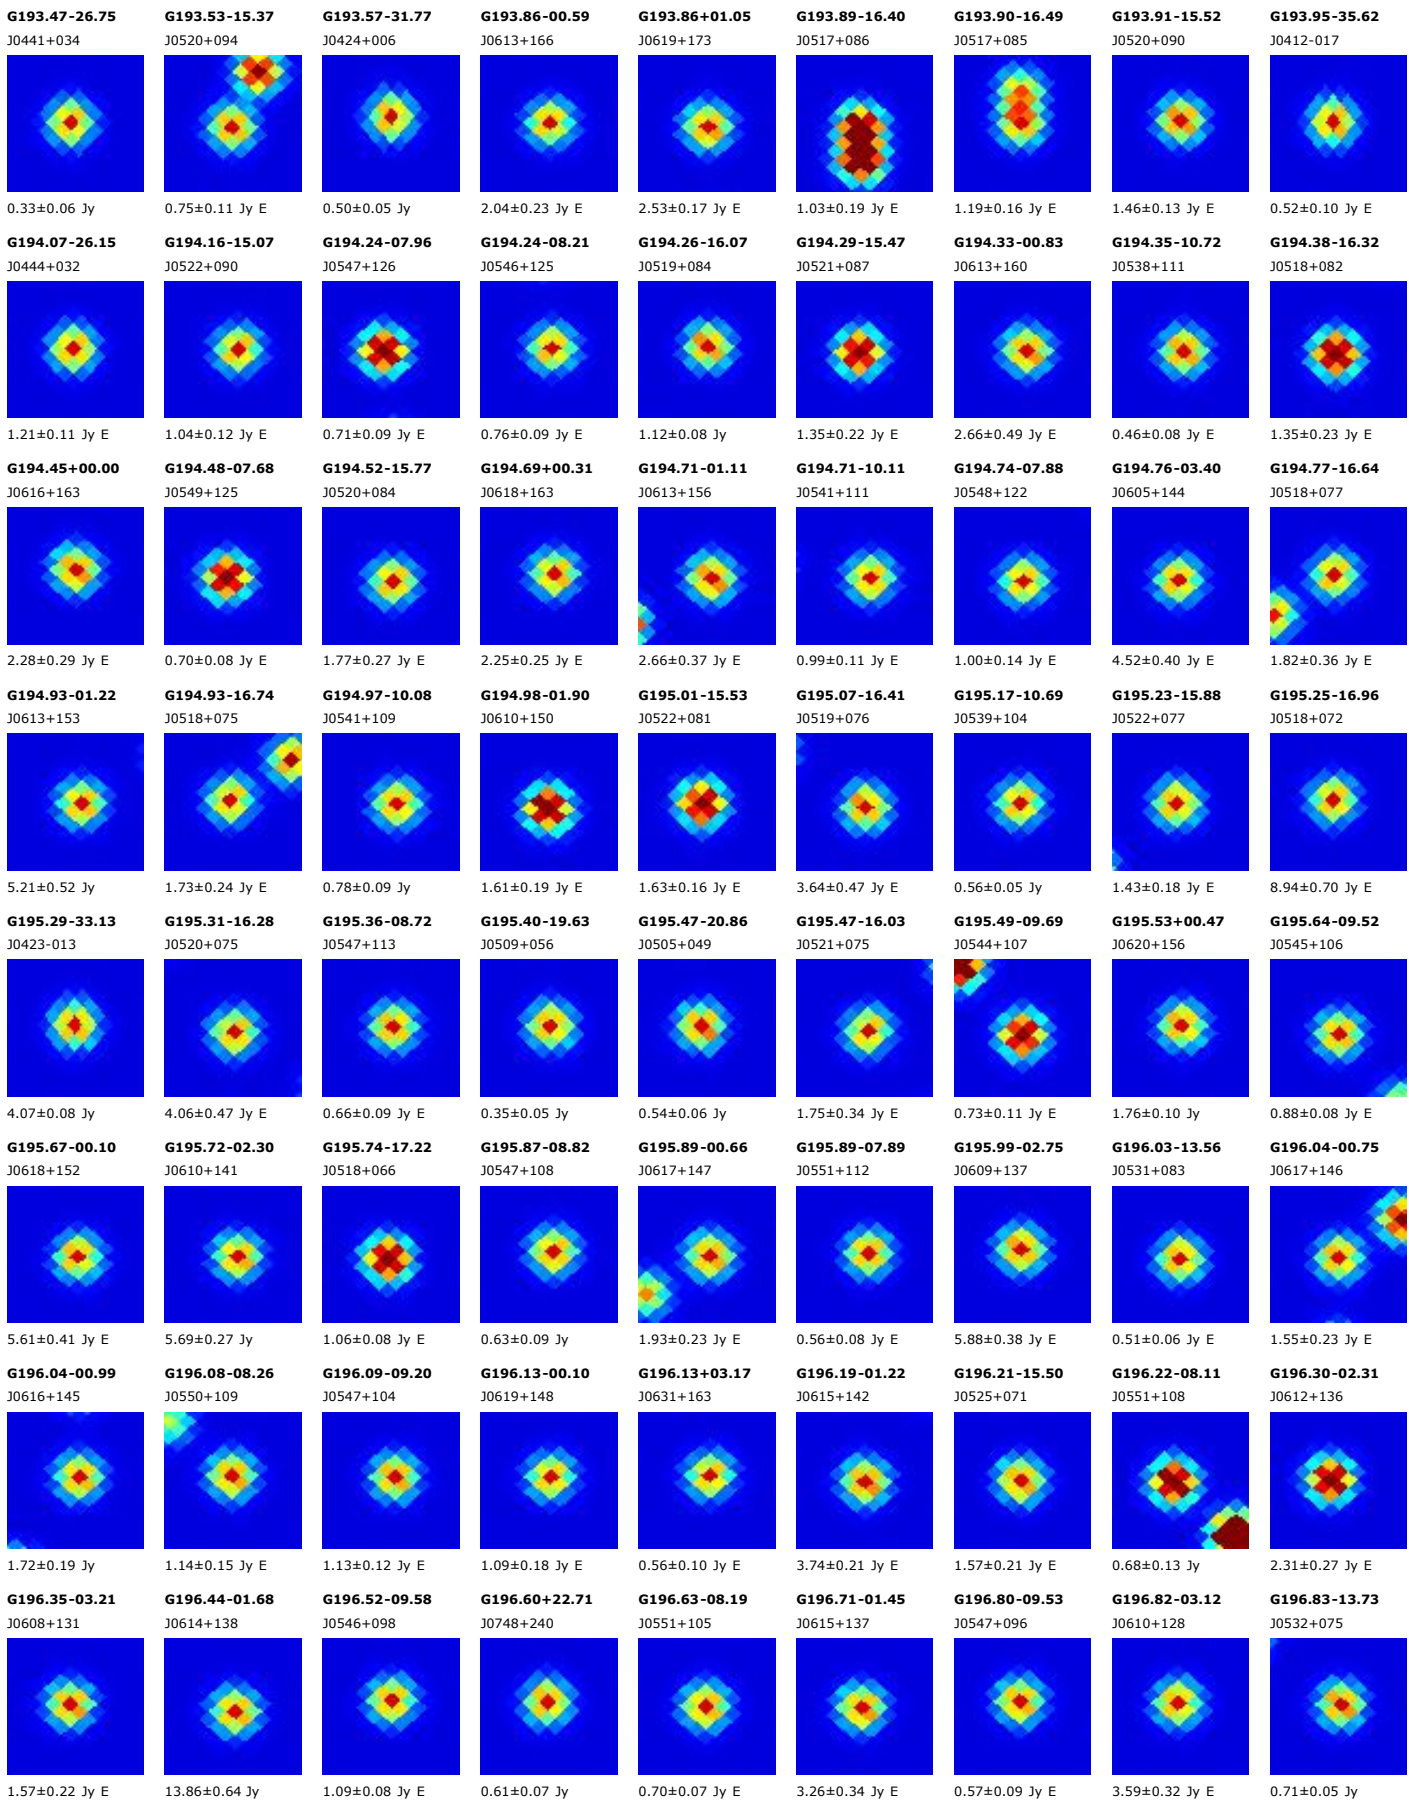 G193.47-26.75 G193.53-15.37 G193.57-31.77 G193.86-00.59 G193.86+01.05 G193.89-16.40 G193.90-16.49 G193.91-15.52 G193.95-35.62
J0441+034 J0520+094 J0424+006 J0613+166 J0619+173 J0517+086 J0517+085 J0520+090 J0412-017
0.33±0.06 Jy 0.75±0.11 Jy E 0.50±0.05 Jy 2.04±0.23 Jy E 2.53±0.17 Jy E 1.03±0.19 Jy E 1.19±0.16 Jy E 1.46±0.13 Jy E 0.52±0.10 Jy E
G194.07-26.15 G194.16-15.07 G194.24-07.96 G194.24-08.21 G194.26-16.07 G194.29-15.47 G194.33-00.83 G194.35-10.72 G194.38-16.32
J0444+032 J0522+090 J0547+126 J0546+125 J0519+084 J0521+087 J0613+160 J0538+111 J0518+082
1.21±0.11 Jy E 1.04±0.12 Jy E 0.71±0.09 Jy E 0.76±0.09 Jy E 1.12±0.08 Jy 1.35±0.22 Jy E 2.66±0.49 Jy E 0.46±0.08 Jy E 1.35±0.23 Jy E
G194.45+00.00 G194.48-07.68 G194.52-15.77 G194.69+00.31 G194.71-01.11 G194.71-10.11 G194.74-07.88 G194.76-03.40 G194.77-16.64
J0616+163 J0549+125 J0520+084 J0618+163 J0613+156 J0541+111 J0548+122 J0605+144 J0518+077
2.28±0.29 Jy E 0.70±0.08 Jy E 1.77±0.27 Jy E 2.25±0.25 Jy E 2.66±0.37 Jy E 0.99±0.11 Jy E 1.00±0.14 Jy E 4.52±0.40 Jy E 1.82±0.36 Jy E
G194.93-01.22 G194.93-16.74 G194.97-10.08 G194.98-01.90 G195.01-15.53 G195.07-16.41 G195.17-10.69 G195.23-15.88 G195.25-16.96
J0613+153 J0518+075 J0541+109 J0610+150 J0522+081 J0519+076 J0539+104 J0522+077 J0518+072
5.21±0.52 Jy 1.73±0.24 Jy E 0.78±0.09 Jy 1.61±0.19 Jy E 1.63±0.16 Jy E 3.64±0.47 Jy E 0.56±0.05 Jy 1.43±0.18 Jy E 8.94±0.70 Jy E
G195.29-33.13 G195.31-16.28 G195.36-08.72 G195.40-19.63 G195.47-20.86 G195.47-16.03 G195.49-09.69 G195.53+00.47 G195.64-09.52
J0423-013 J0520+075 J0547+113 J0509+056 J0505+049 J0521+075 J0544+107 J0620+156 J0545+106
4.07±0.08 Jy 4.06±0.47 Jy E 0.66±0.09 Jy E 0.35±0.05 Jy 0.54±0.06 Jy 1.75±0.34 Jy E 0.73±0.11 Jy E 1.76±0.10 Jy 0.88±0.08 Jy E
G195.67-00.10 G195.72-02.30 G195.74-17.22 G195.87-08.82 G195.89-00.66 G195.89-07.89 G195.99-02.75 G196.03-13.56 G196.04-00.75
J0618+152 J0610+141 J0518+066 J0547+108 J0617+147 J0551+112 J0609+137 J0531+083 J0617+146
5.61±0.41 Jy E 5.69±0.27 Jy 1.06±0.08 Jy E 0.63±0.09 Jy 1.93±0.23 Jy E 0.56±0.08 Jy E 5.88±0.38 Jy E 0.51±0.06 Jy E 1.55±0.23 Jy E
G196.04-00.99 G196.08-08.26 G196.09-09.20 G196.13-00.10 G196.13+03.17 G196.19-01.22 G196.21-15.50 G196.22-08.11 G196.30-02.31
J0616+145 J0550+109 J0547+104 J0619+148 J0631+163 J0615+142 J0525+071 J0551+108 J0612+136
1.72±0.19 Jy 1.14±0.15 Jy E 1.13±0.12 Jy E 1.09±0.18 Jy E 0.56±0.10 Jy E 3.74±0.21 Jy E 1.57±0.21 Jy E 0.68±0.13 Jy 2.31±0.27 Jy E
G196.35-03.21 G196.44-01.68 G196.52-09.58 G196.60+22.71 G196.63-08.19 G196.71-01.45 G196.80-09.53 G196.82-03.12 G196.83-13.73
J0608+131 J0614+138 J0546+098 J0748+240 J0551+105 J0615+137 J0547+096 J0610+128 J0532+075
1.57±0.22 Jy E 13.86±0.64 Jy 1.09±0.08 Jy E 0.61±0.07 Jy 0.70±0.07 Jy E 3.26±0.34 Jy E 0.57±0.09 Jy E 3.59±0.32 Jy E 0.71±0.05 Jy